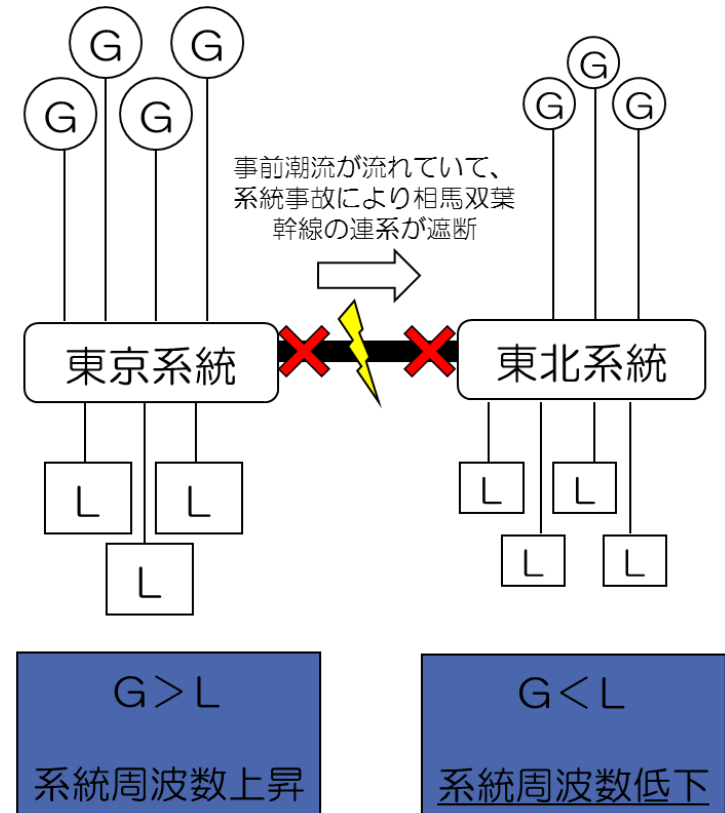 G
G
G
G
G
G
G
事前潮流が流れていて、
系統事故により相馬双葉
幹線の連系が遮断
東京系統
東北系統
L
L
L
L
L
L
L
G>L
系統周波数上昇
G<L
系統周波数低下